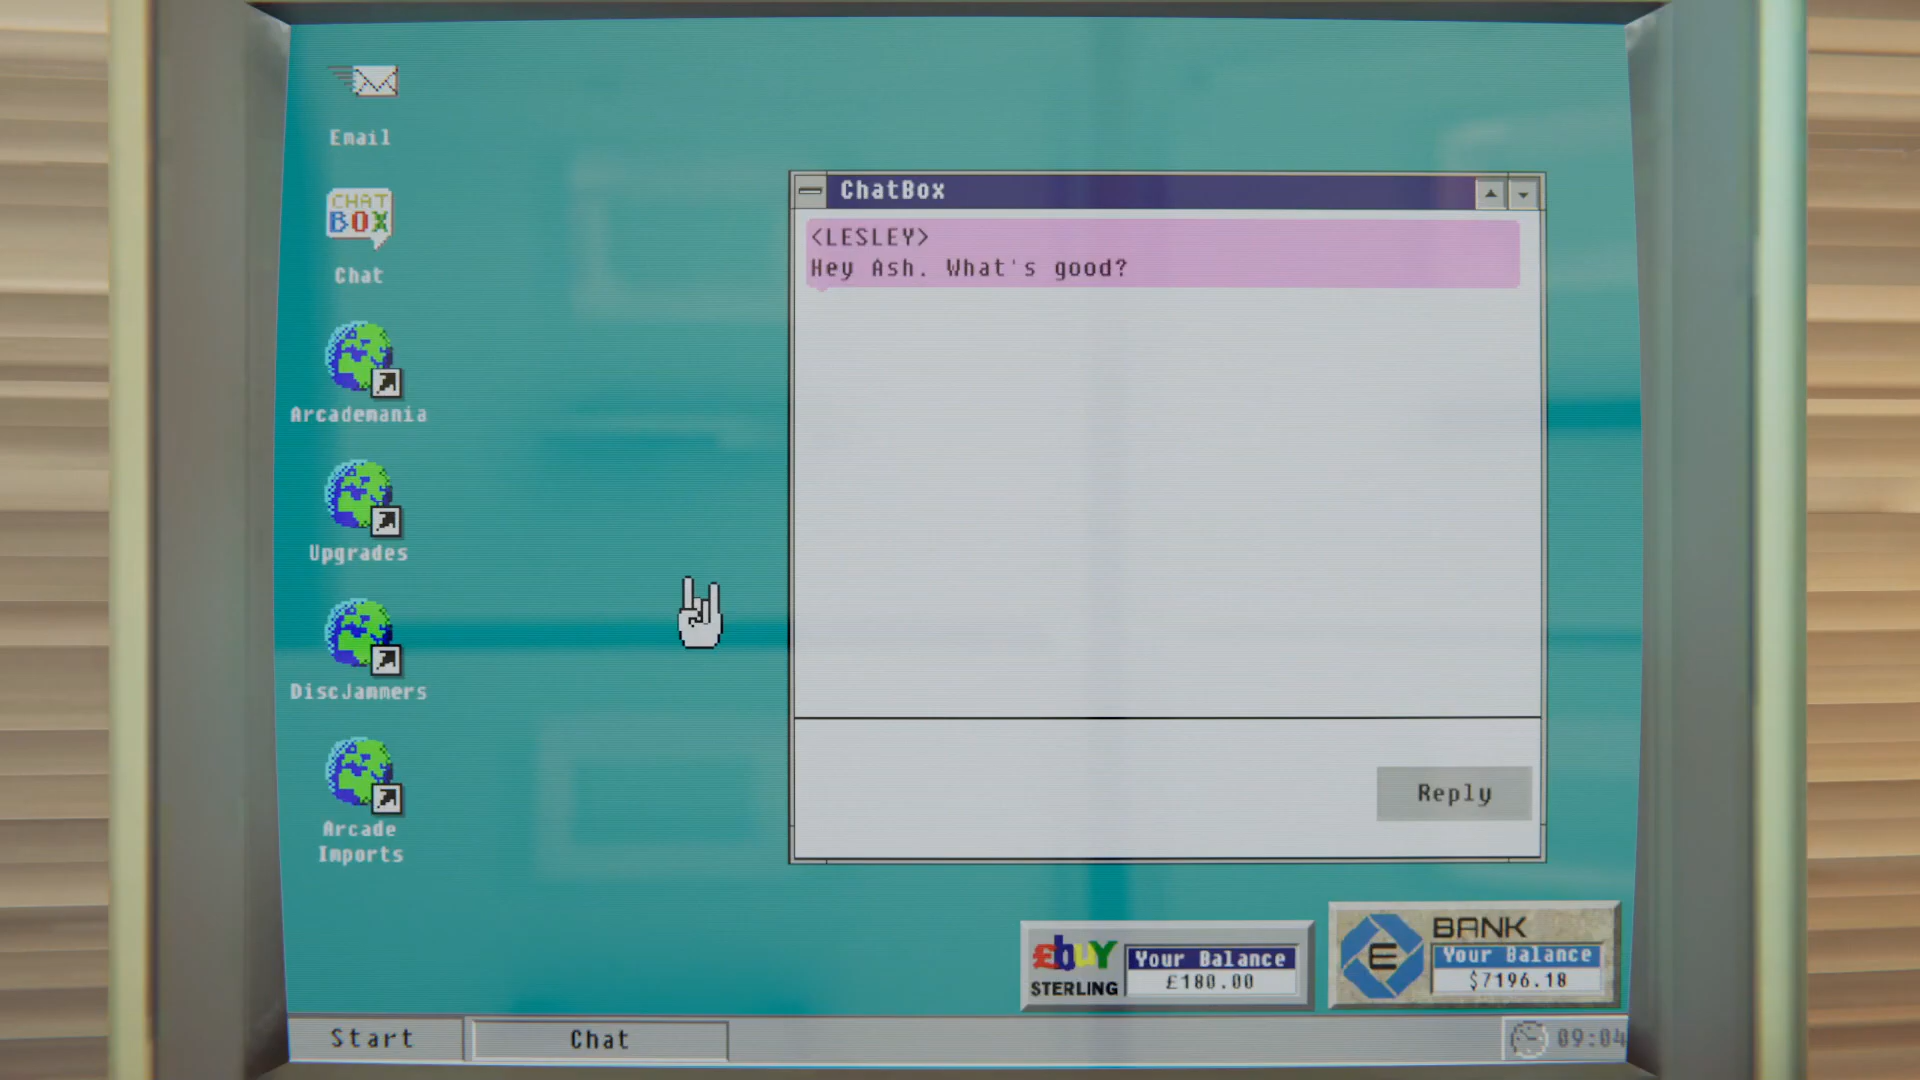 Email
CHAT
BOX
Chat
Arcademania
Upgrades
DiscJammers
Arcade
Imports
ChatBox
<LESLEY>
Hey Ash. What's good?
Reply
£buY
STERLING
Your Balance
£180.00
E
BANK
Your Balance
$7196.18
Start
Chat
09:04